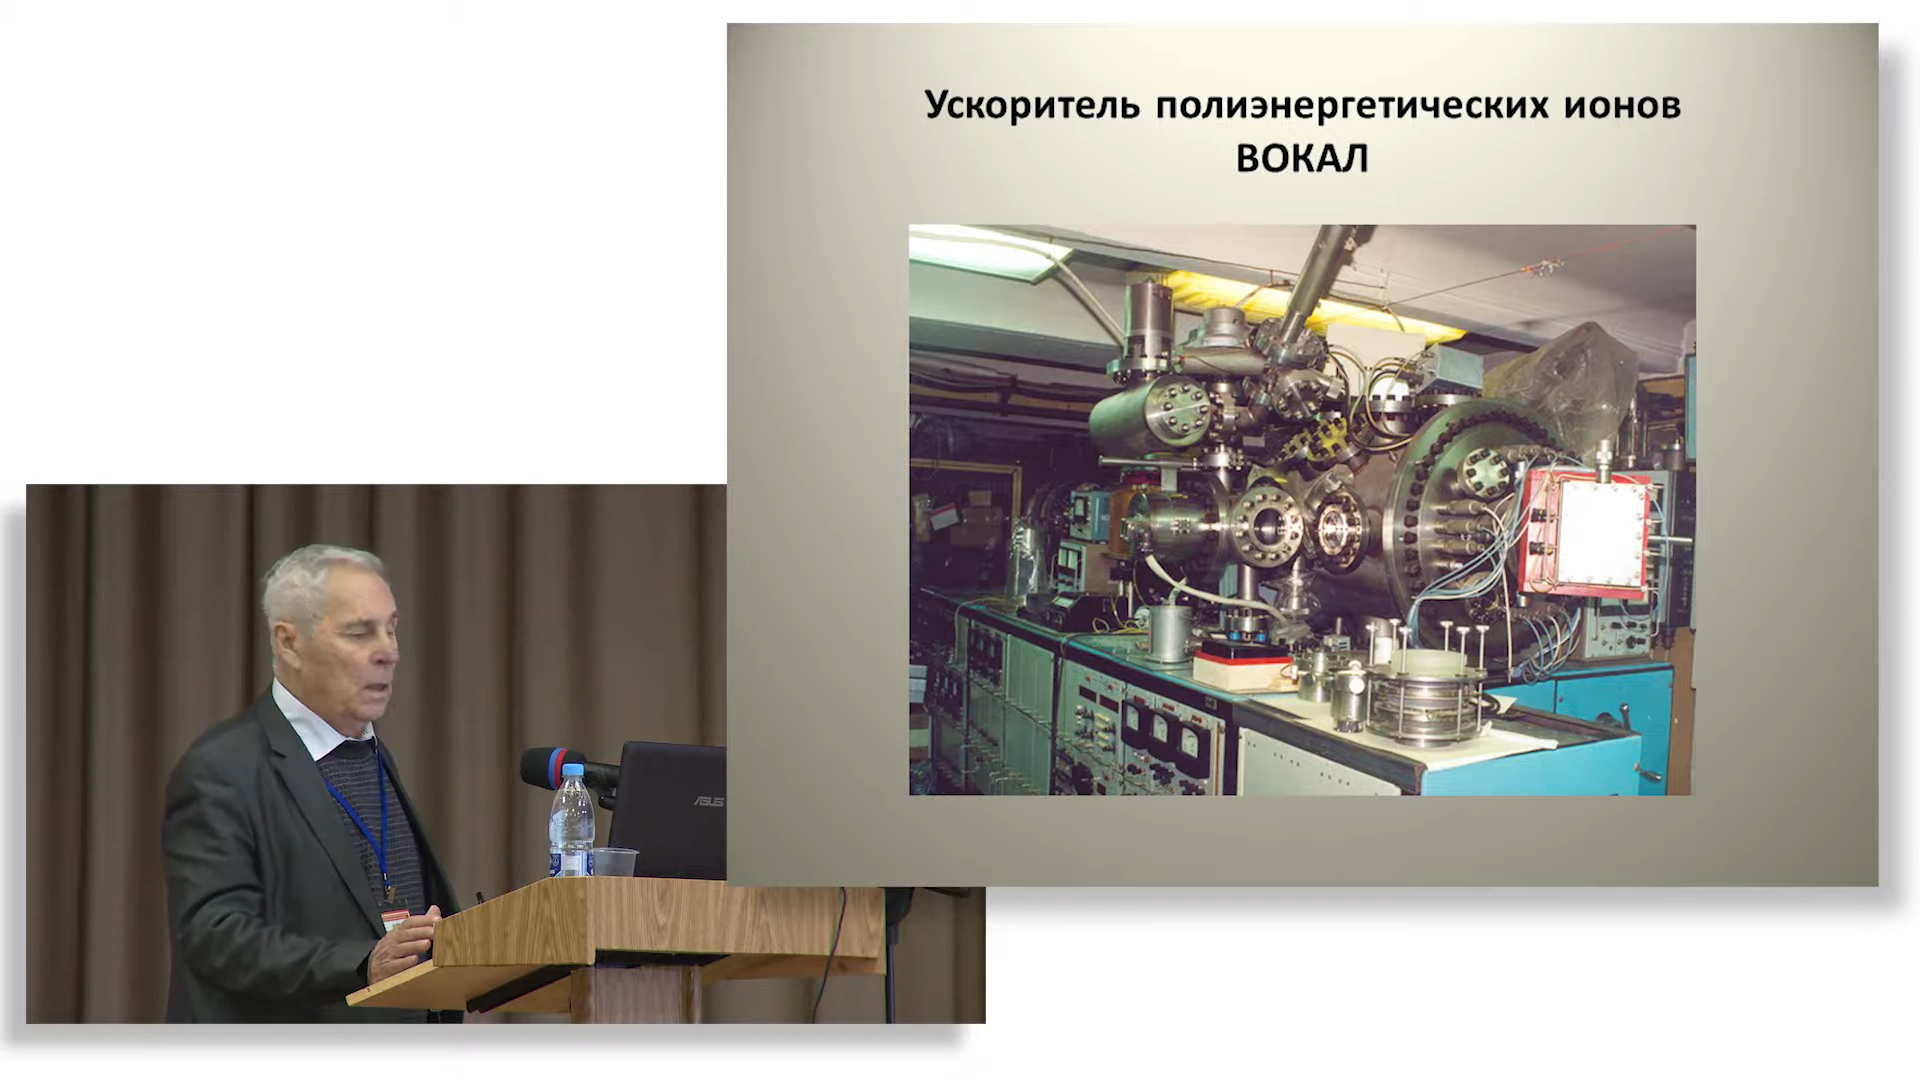 Ускоритель полиэнергетических ионов
ВОКАЛ
ASUS